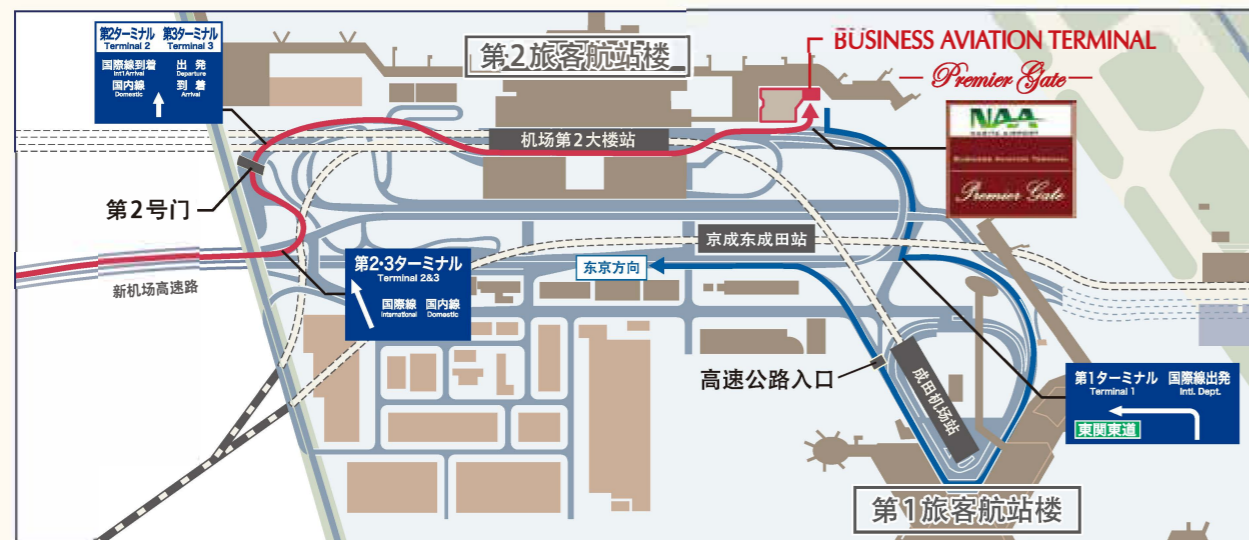 第2ターミナル 第3ターミナル
Terminal 2 Terminal 3
国際線到着 出発
Int'l Arrival Departure
国内線 到着
Domestic Arrival
第2旅客航站楼
BUSINESS AVIATION TERMINAL
Premier Gate
NAA
NARITA AIRPORT
BUSINESS AVIATION TERMINAL
Premier Gate
机场第2大楼站
第2号门
京成东成田站
新机场高速路
第2・3ターミナル
Terminal 2&3
国際線 国内線
International Domestic
东京方向
高速公路入口
成田机场站
第1ターミナル 国際線出発
Terminal 1 Intl. Dept.
東関東道
第1旅客航站楼